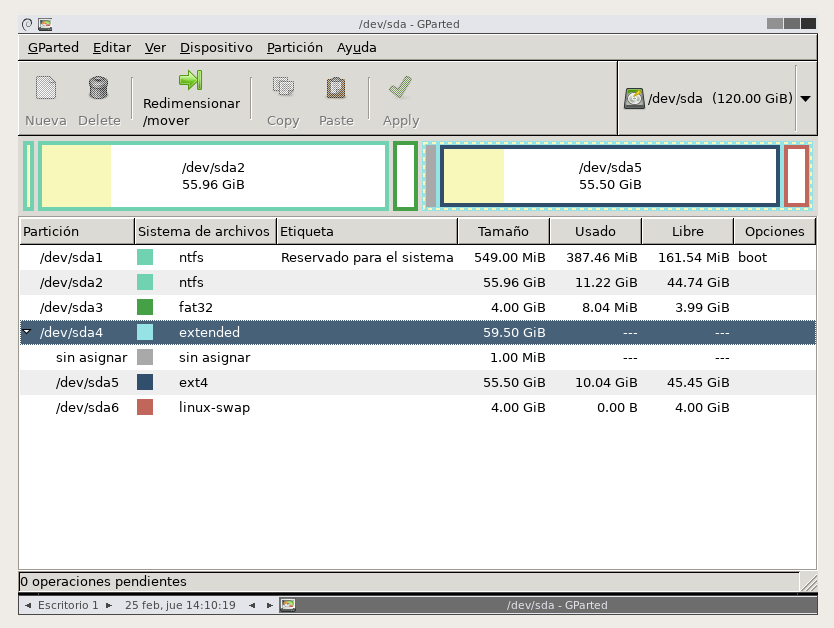 /dev/sda - GParted
GParted Editar Ver Dispositivo Partición Ayuda
Nueva Delete Redimensionar /mover Copy Paste Apply /dev/sda (120.00 GiB)
/dev/sda2 /dev/sda5
55.96 GiB 55.50 GiB
Partición Sistema de archivos Etiqueta Tamaño Usado Libre Opciones
/dev/sda1 ntfs Reservado para el sistema 549.00 MiB 387.46 MiB 161.54 MiB boot
/dev/sda2 ntfs 55.96 GiB 11.22 GiB 44.74 GiB
/dev/sda3 fat32 4.00 GiB 8.04 MiB 3.99 GiB
/dev/sda4 extended 59.50 GiB --- ---
sin asignar sin asignar 1.00 MiB --- ---
/dev/sda5 ext4 55.50 GiB 10.04 GiB 45.45 GiB
/dev/sda6 linux-swap 4.00 GiB 0.00 B 4.00 GiB
0 operaciones pendientes
Escritorio 1 25 feb, jue 14:10:19 /dev/sda - GParted